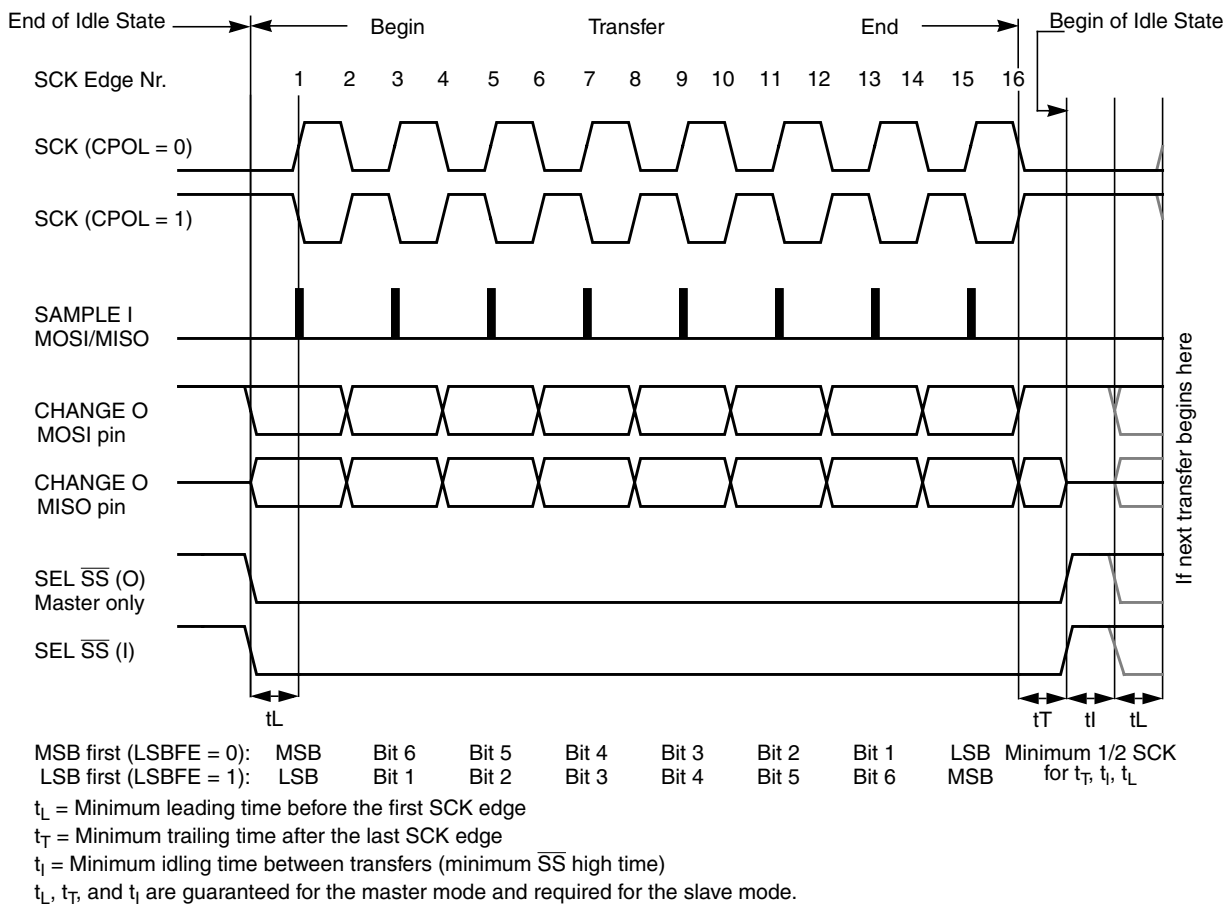 End of Idle State Begin Transfer End Begin of Idle State
SCK Edge Nr. 1 2 3 4 5 6 7 8 9 10 11 12 13 14 15 16
SCK (CPOL = 0)
SCK (CPOL = 1)
SAMPLE I
MOSI/MISO
CHANGE O
MOSI pin
CHANGE O
MISO pin
SEL S̅S̅ (O)
Master only
SEL S̅S̅ (I)
If next transfer begins here
tL tT tI tL
MSB first (LSBFE = 0): MSB Bit 6 Bit 5 Bit 4 Bit 3 Bit 2 Bit 1 LSB Minimum 1/2 SCK
LSB first (LSBFE = 1): LSB Bit 1 Bit 2 Bit 3 Bit 4 Bit 5 Bit 6 MSB for tT, tI, tL
tL = Minimum leading time before the first SCK edge
tT = Minimum trailing time after the last SCK edge
tI = Minimum idling time between transfers (minimum S̅S̅ high time)
tL, tT, and tI are guaranteed for the master mode and required for the slave mode.